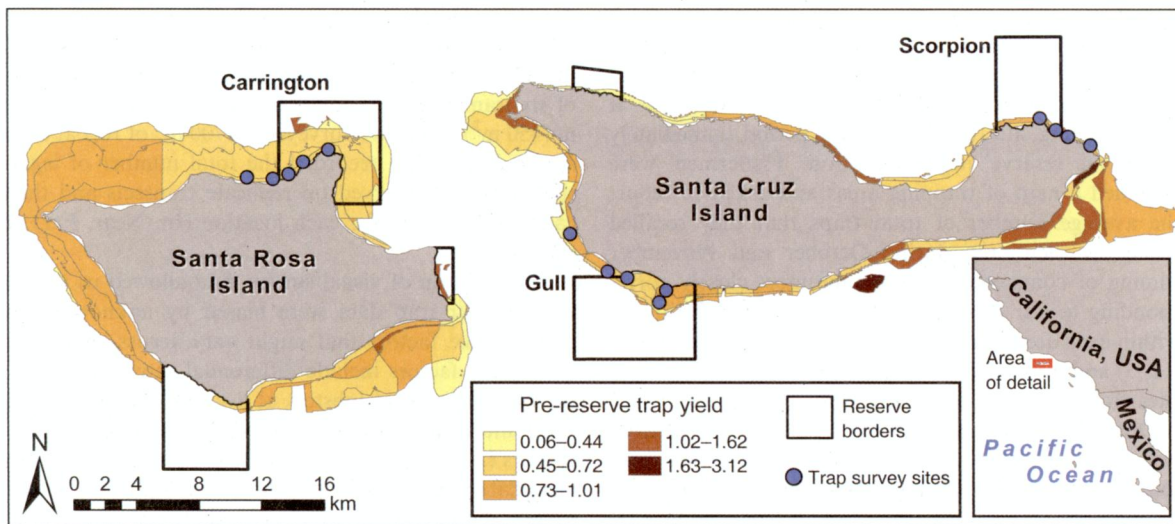 Carrington
Scorpion
Santa Rosa
Island
Santa Cruz
Island
Gull
N
0 2 4 8 12 16
km
Pre-reserve trap yield
0.06–0.44
0.45–0.72
0.73–1.01
1.02–1.62
1.63–3.12
Reserve
borders
Trap survey sites
California, USA
Area
of detail
Mexico
Pacific
Ocean